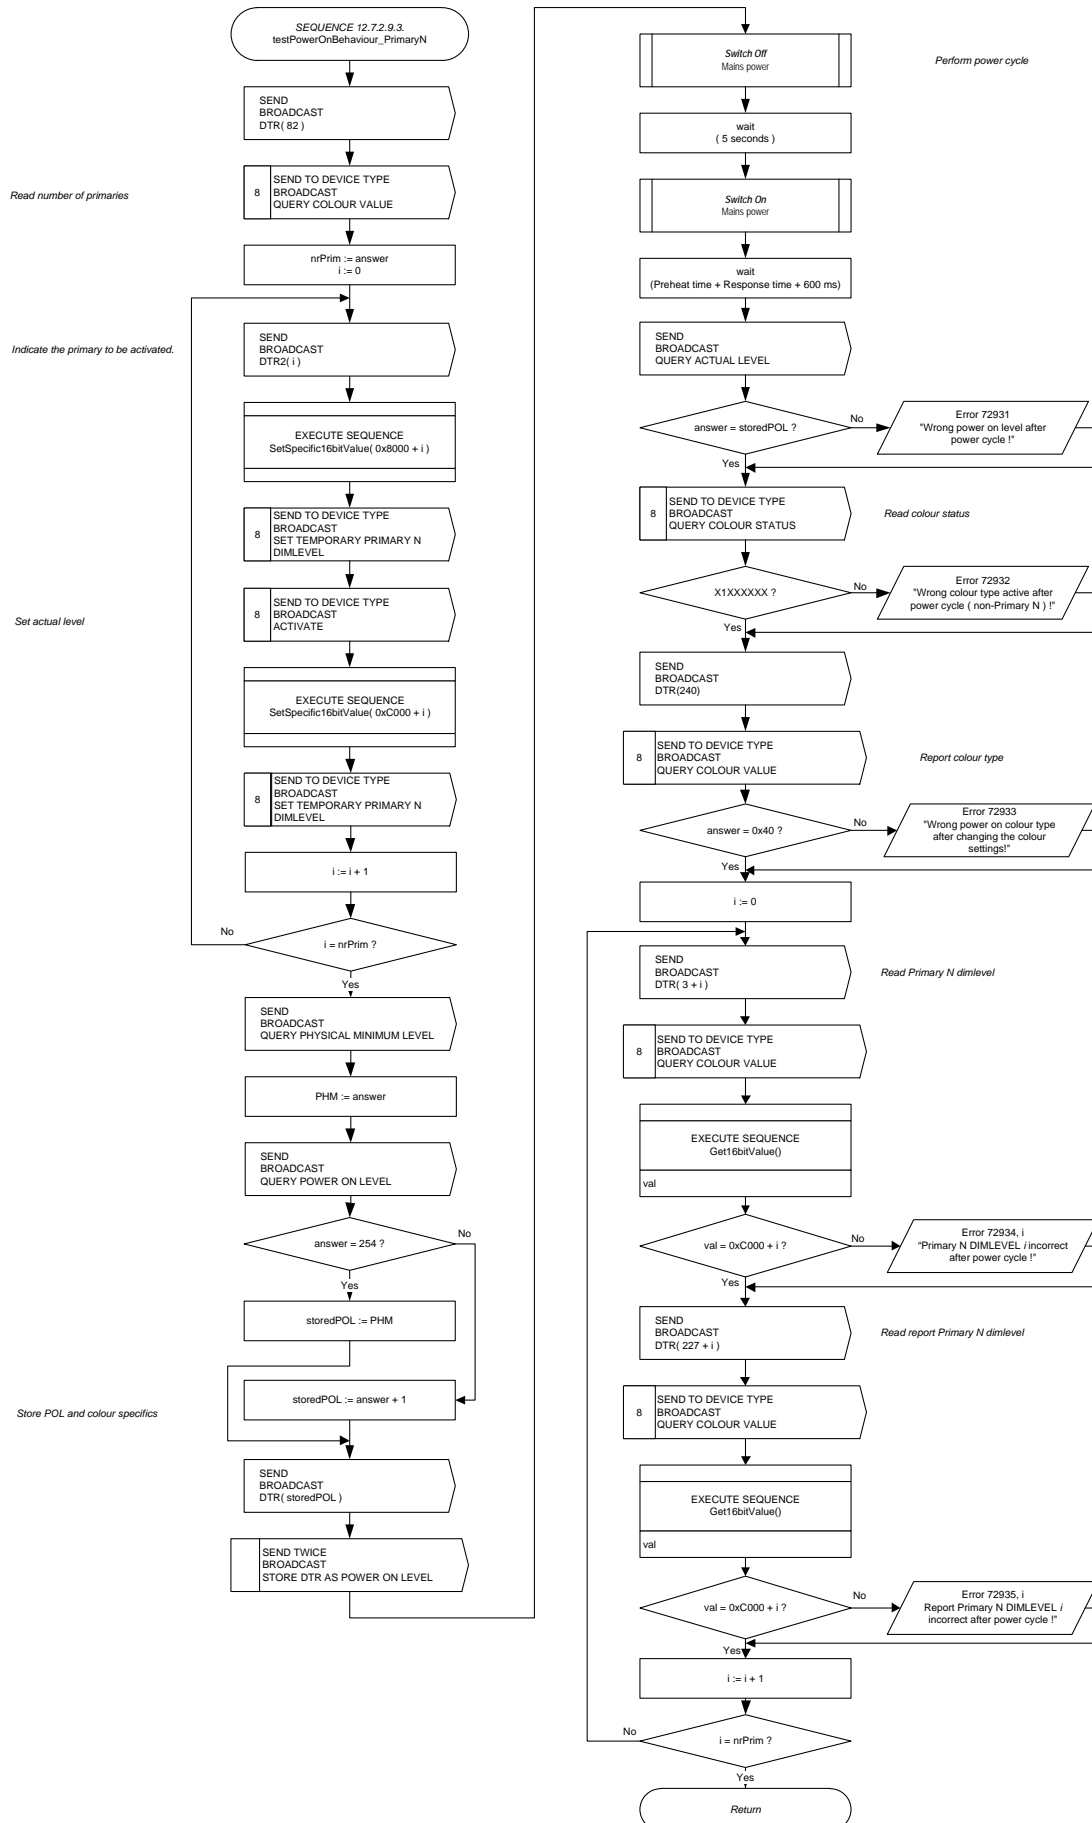 SEQUENCE 12.7.2.9.3.
testPowerOnBehaviour_PrimaryN
SEND
BROADCAST
DTR( 82 )
Read number of primaries
8
SEND TO DEVICE TYPE
BROADCAST
QUERY COLOUR VALUE
nrPrim := answer
i := 0
Indicate the primary to be activated.
SEND
BROADCAST
DTR2( i )
EXECUTE SEQUENCE
SetSpecific16bitValue( 0x8000 + i )
8
SEND TO DEVICE TYPE
BROADCAST
SET TEMPORARY PRIMARY N
DIMLEVEL
Set actual level
8
SEND TO DEVICE TYPE
BROADCAST
ACTIVATE
EXECUTE SEQUENCE
SetSpecific16bitValue( 0xC000 + i )
8
SEND TO DEVICE TYPE
BROADCAST
SET TEMPORARY PRIMARY N
DIMLEVEL
i := i + 1
No
i = nrPrim ?
Yes
SEND
BROADCAST
QUERY PHYSICAL MINIMUM LEVEL
PHM := answer
SEND
BROADCAST
QUERY POWER ON LEVEL
answer = 254 ?
No
Yes
storedPOL := PHM
storedPOL := answer + 1
Store POL and colour specifics
SEND
BROADCAST
DTR( storedPOL )
SEND TWICE
BROADCAST
STORE DTR AS POWER ON LEVEL
Switch Off
Mains power
Perform power cycle
wait
( 5 seconds )
Switch On
Mains power
wait
(Preheat time + Response time + 600 ms)
SEND
BROADCAST
QUERY ACTUAL LEVEL
answer = storedPOL ?
No
Error 72931
"Wrong power on level after
power cycle !"
Yes
8
SEND TO DEVICE TYPE
BROADCAST
QUERY COLOUR STATUS
Read colour status
X1XXXXXX ?
No
Error 72932
"Wrong colour type active after
power cycle ( non-Primary N ) !"
Yes
SEND
BROADCAST
DTR(240)
8
SEND TO DEVICE TYPE
BROADCAST
QUERY COLOUR VALUE
Report colour type
answer = 0x40 ?
No
Error 72933
"Wrong power on colour type
after changing the colour
settings!"
Yes
i := 0
SEND
BROADCAST
DTR( 3 + i )
Read Primary N dimlevel
8
SEND TO DEVICE TYPE
BROADCAST
QUERY COLOUR VALUE
EXECUTE SEQUENCE
Get16bitValue()
val
val = 0xC000 + i ?
No
Error 72934, i
“Primary N DIMLEVEL i incorrect
after power cycle !”
Yes
SEND
BROADCAST
DTR( 227 + i )
Read report Primary N dimlevel
8
SEND TO DEVICE TYPE
BROADCAST
QUERY COLOUR VALUE
EXECUTE SEQUENCE
Get16bitValue()
val
val = 0xC000 + i ?
No
Error 72935, i
Report Primary N DIMLEVEL i
incorrect after power cycle !”
Yes
i := i + 1
No
i = nrPrim ?
Yes
Return